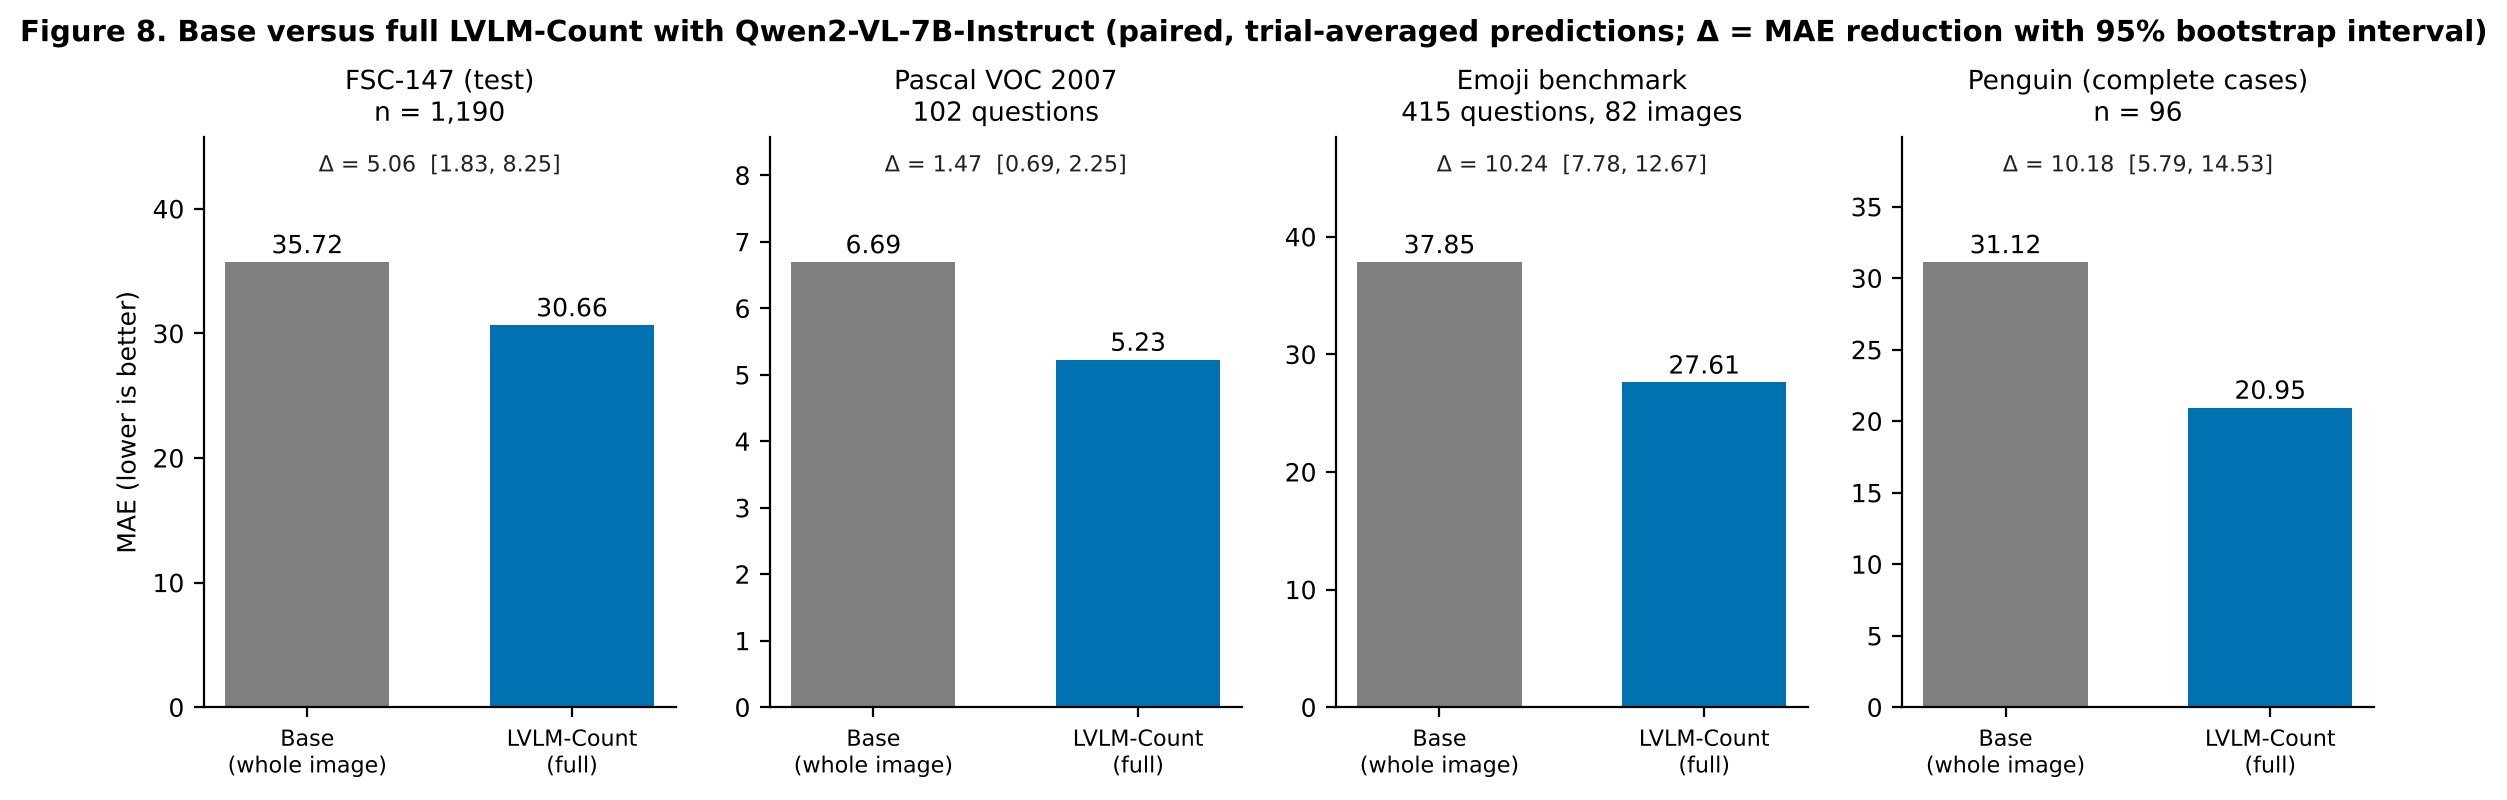 Figure 8. Base versus full LVLM-Count with Qwen2-VL-7B-Instruct (paired, trial-averaged predictions; Δ = MAE reduction with 95% bootstrap interval)
FSC-147 (test)
n = 1,190
Δ = 5.06 [1.83, 8.25]
MAE (lower is better)
40
30
20
10
0
35.72
30.66
Base
(whole image)
LVLM-Count
(full)
Pascal VOC 2007
102 questions
Δ = 1.47 [0.69, 2.25]
8
7
6
5
4
3
2
1
0
6.69
5.23
Base
(whole image)
LVLM-Count
(full)
Emoji benchmark
415 questions, 82 images
Δ = 10.24 [7.78, 12.67]
40
30
20
10
0
37.85
27.61
Base
(whole image)
LVLM-Count
(full)
Penguin (complete cases)
n = 96
Δ = 10.18 [5.79, 14.53]
35
30
25
20
15
10
5
0
31.12
20.95
Base
(whole image)
LVLM-Count
(full)